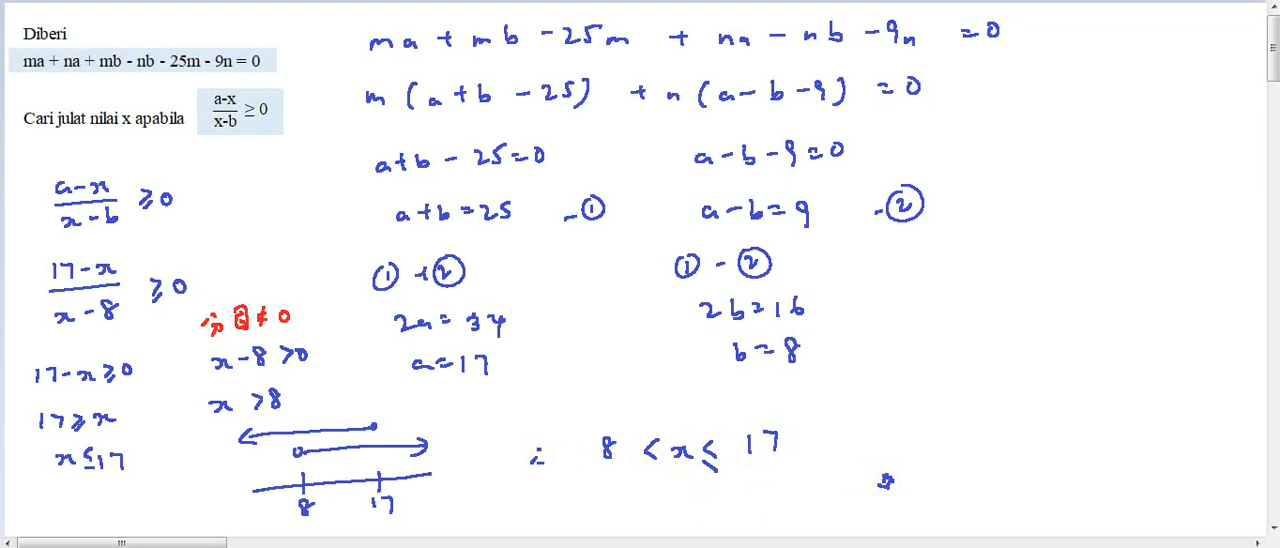 Diberi
ma + na + mb - nb - 25m - 9n = 0
Cari julat nilai x apabila a-x/x-b ≥ 0
a-x/x-b ≥ 0
17-x/x-8 ≥ 0
17-x ≥ 0
17 ≥ x
x ≤ 17
≠ 0
x-8 > 0
x > 8
8 17
ma + mb - 25m + na - nb - 9n = 0
m(a+b-25) + n(a-b-9) = 0
a+b-25=0
a+b=25 -①
①+②
2a=34
a=17
a-b-9=0
a-b=9 -②
①-②
2b=16
b=8
∴ 8 < x ≤ 17